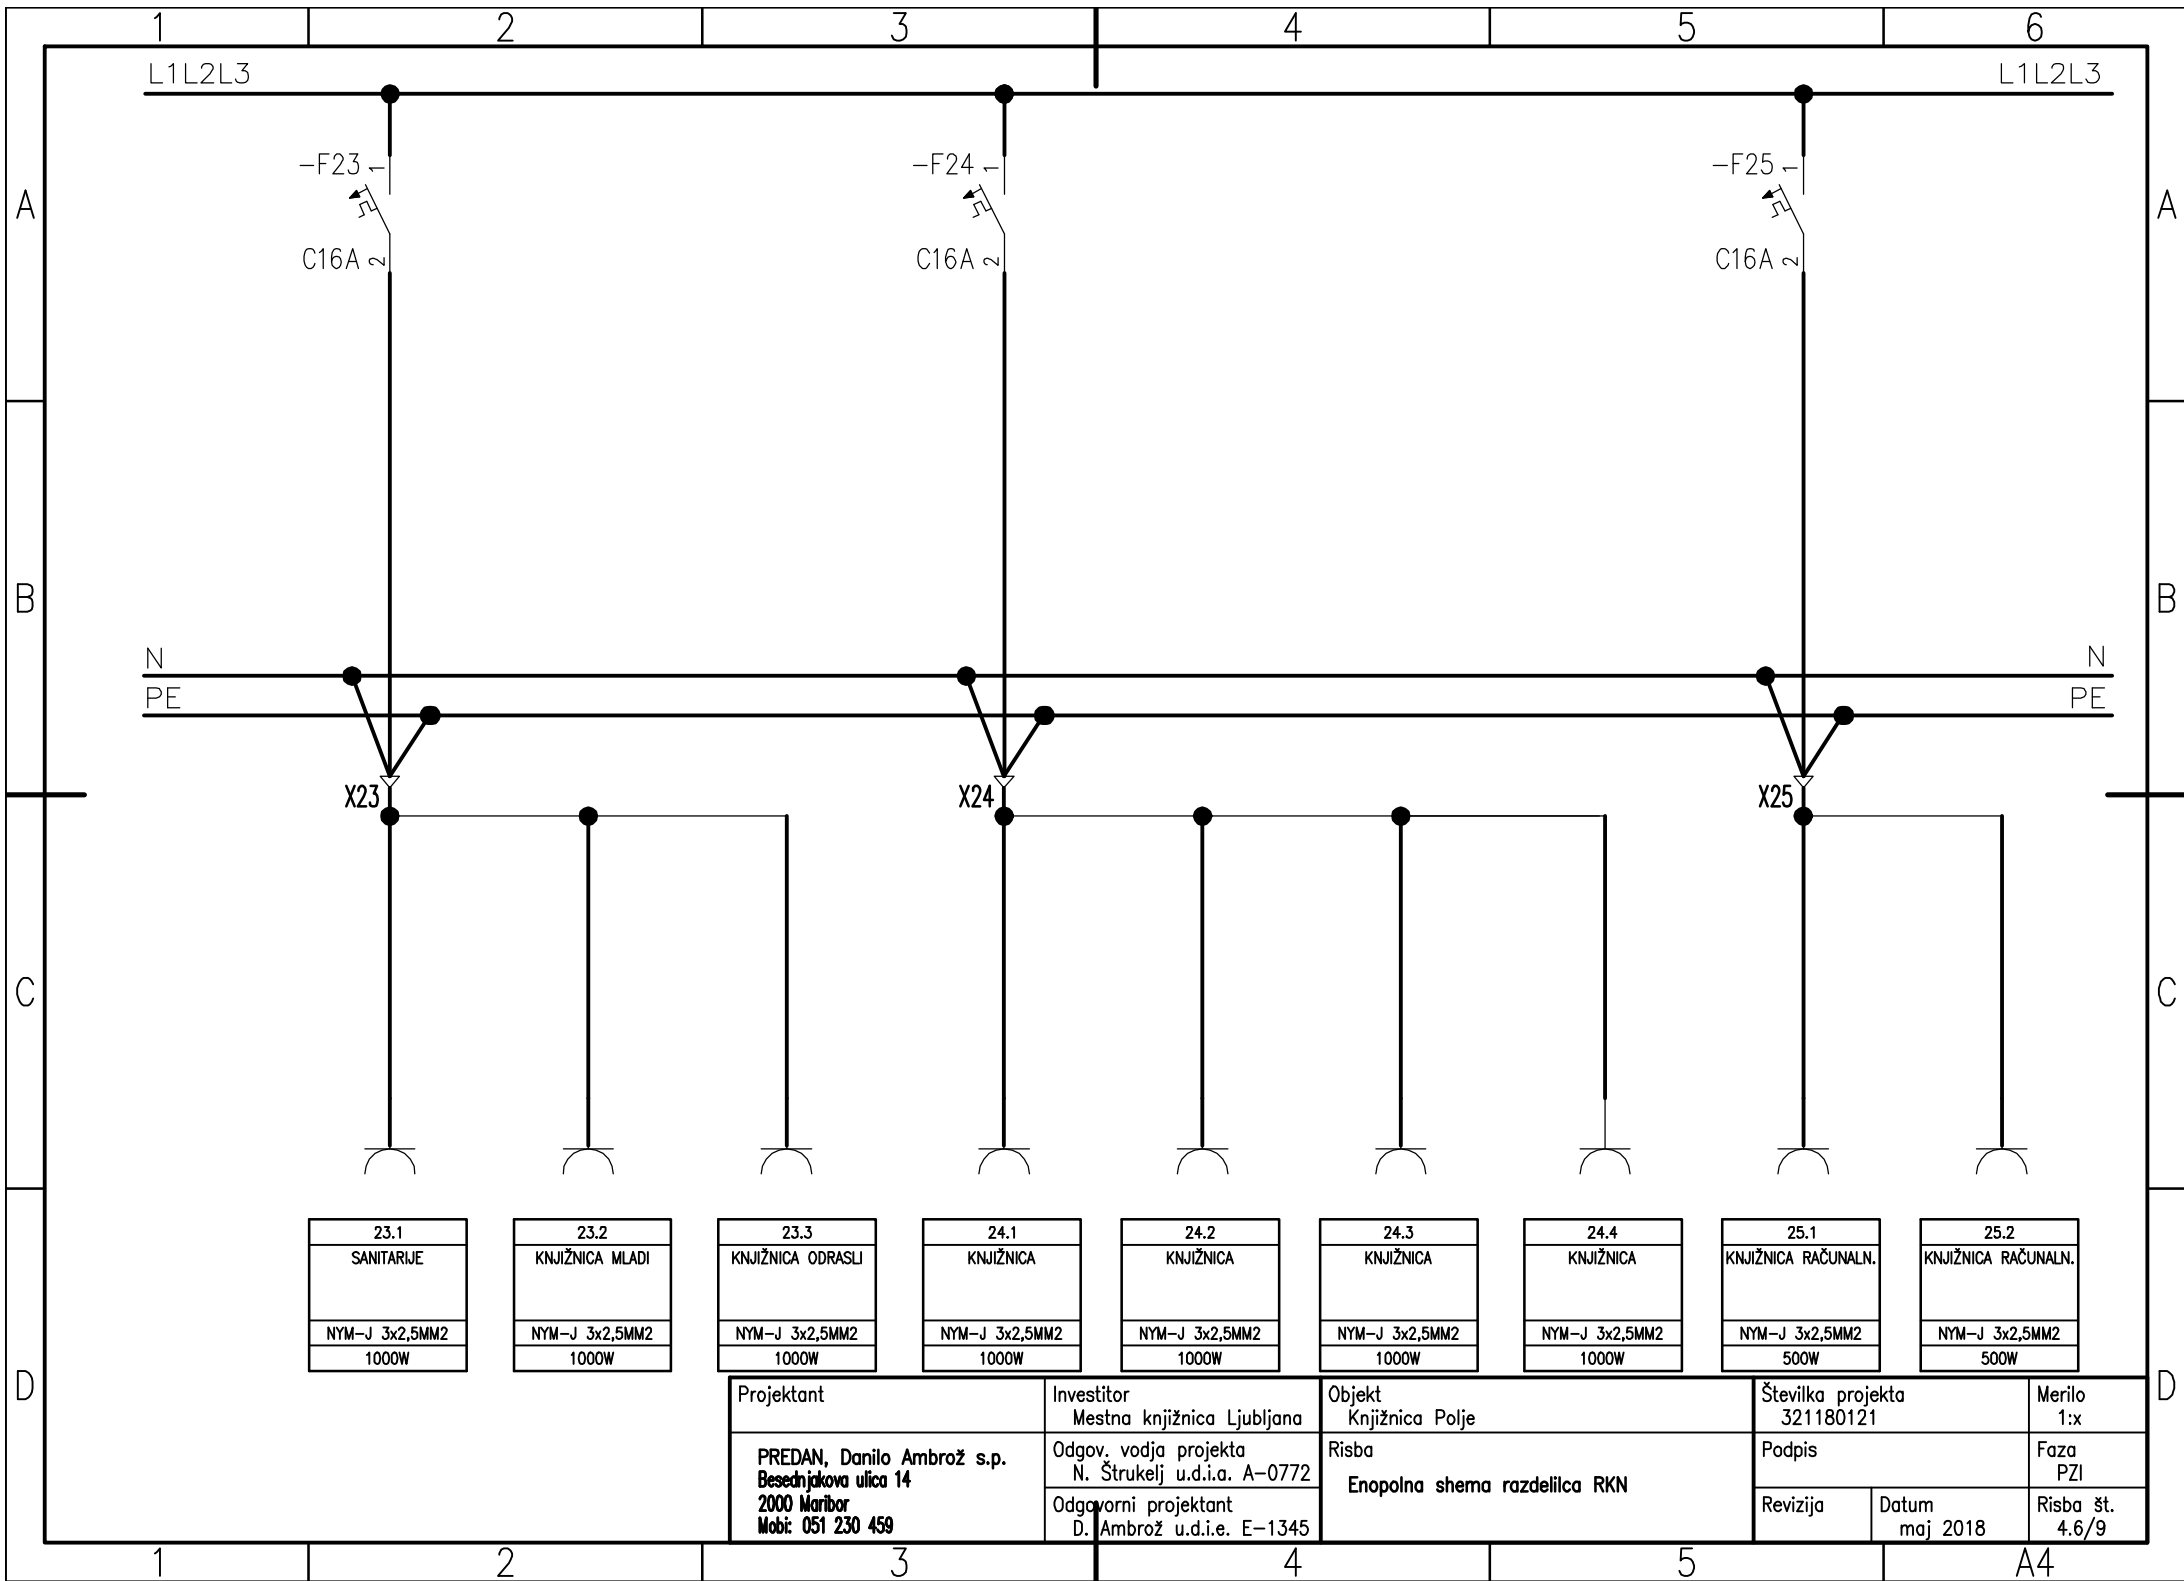 1 2 3 4 5 6
L1L2L3 L1L2L3
-F23 1 -F24 1 -F25 1
A A
C16A 2 C16A 2 C16A 2
B B
N N
PE PE
X23 X24 X25
C C
23.1 23.2 23.3 24.1 24.2 24.3 24.4 25.1 25.2
SANITARIJE KNJIŽNICA MLADI KNJIŽNICA ODRASLI KNJIŽNICA KNJIŽNICA KNJIŽNICA KNJIŽNICA KNJIŽNICA RAČUNALN. KNJIŽNICA RAČUNALN.
NYM-J 3x2,5MM2 NYM-J 3x2,5MM2 NYM-J 3x2,5MM2 NYM-J 3x2,5MM2 NYM-J 3x2,5MM2 NYM-J 3x2,5MM2 NYM-J 3x2,5MM2 NYM-J 3x2,5MM2 NYM-J 3x2,5MM2
1000W 1000W 1000W 1000W 1000W 1000W 1000W 500W 500W
D D
Projektant
PREDAN, Danilo Ambrož s.p.
Besednjakova ulica 14
2000 Maribor
Mobi: 051 230 459
Investitor
Mestna knjižnica Ljubljana
Odgov. vodja projekta
N. Štrukelj u.d.i.a. A-0772
Odgovorni projektant
D. Ambrož u.d.i.e. E-1345
Objekt
Knjižnica Polje
Risba
Enopolna shema razdelilca RKN
Številka projekta
321180121
Merilo
1:x
Podpis
Faza
PZI
Revizija
Datum
maj 2018
Risba št.
4.6/9
1 2 3 4 5 A4